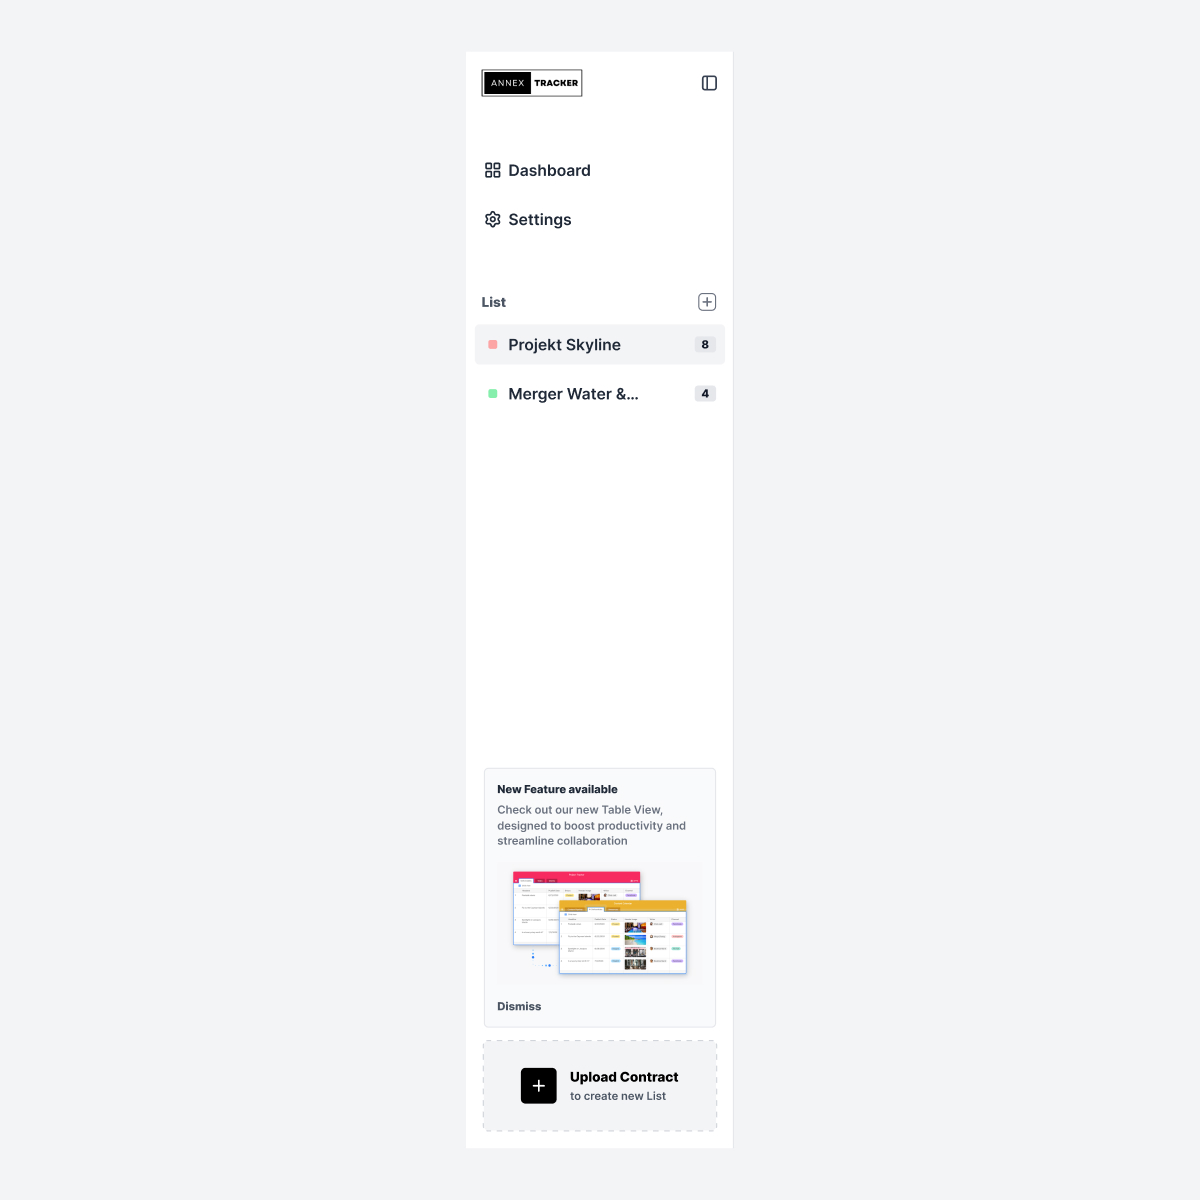 ANNEX TRACKER
Dashboard
Settings
List
Projekt Skyline 8
Merger Water &... 4
New Feature available
Check out our new Table View,
designed to boost productivity and
streamline collaboration
Dismiss
Upload Contract
to create new List